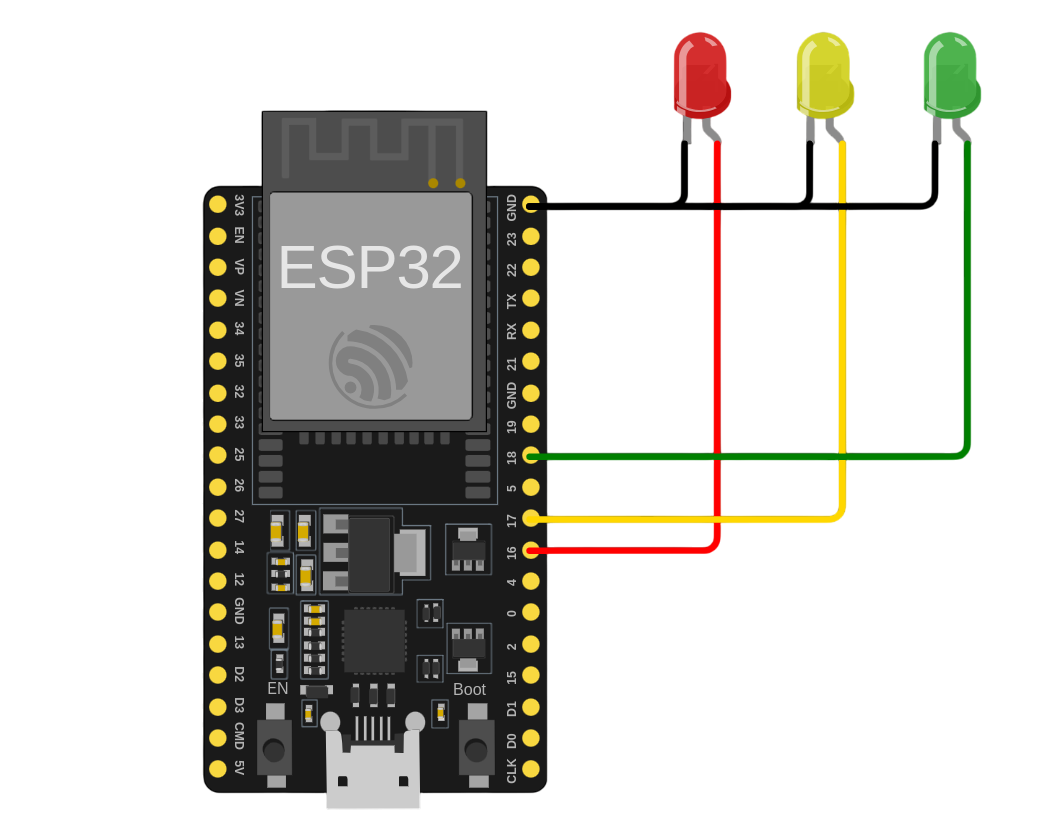 ESP32
3V3
EN
VP
VN
34
35
32
33
25
26
27
14
12
GND
13
D2
D3
CMD
5V
GND
23
22
TX
RX
21
GND
19
18
5
17
16
4
0
2
15
D1
D0
CLK
EN
Boot